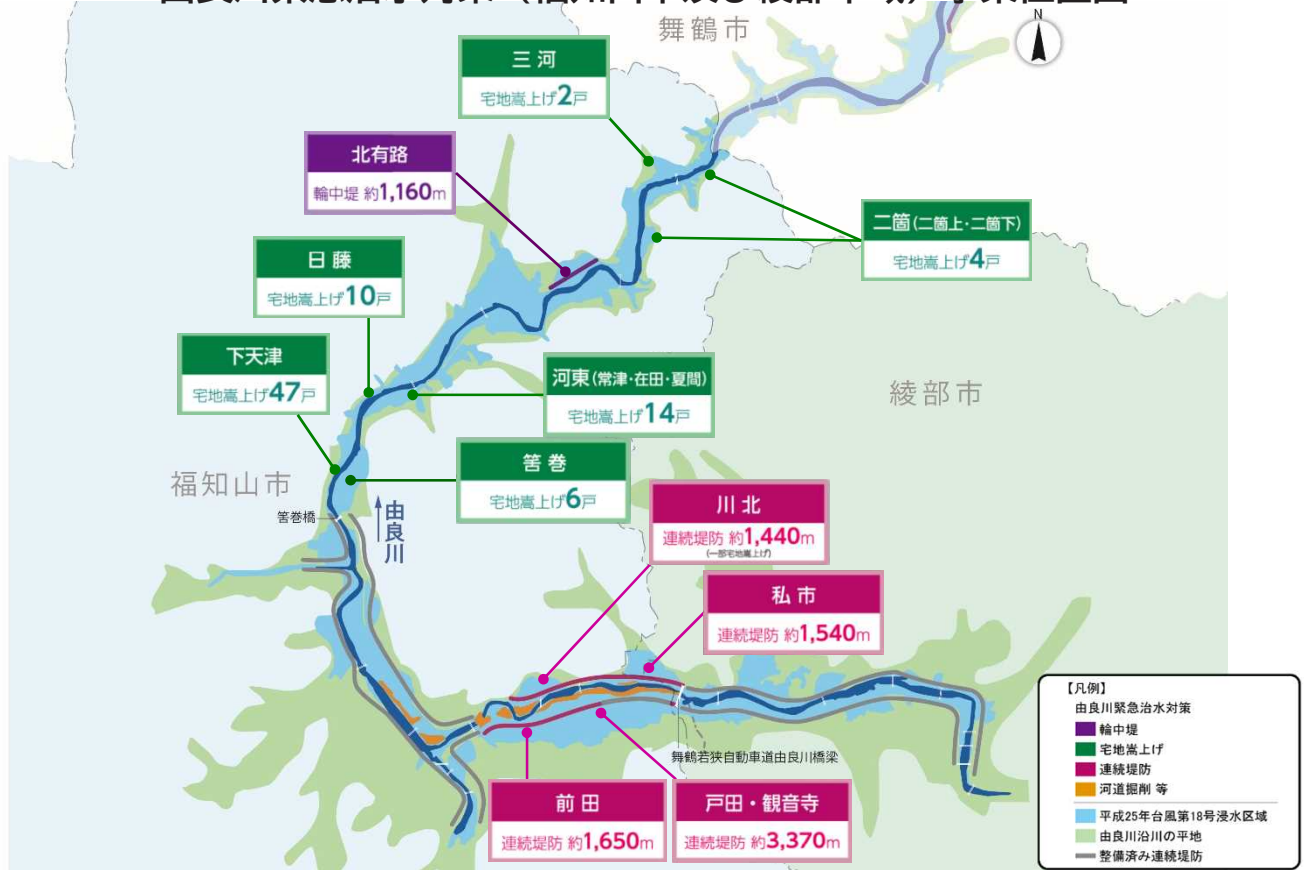 舞鶴市
N
三河
宅地嵩上げ2戸
北有路
輪中堤 約1,160m
二箇(二箇上・二箇下)
宅地嵩上げ4戸
日藤
宅地嵩上げ10戸
下天津
宅地嵩上げ47戸
河東(常津・在田・夏間)
宅地嵩上げ14戸
綾部市
筈巻
宅地嵩上げ6戸
福知山市
筈巻橋
由良川
川北
連続堤防 約1,440m
(一部宅地嵩上げ)
私市
連続堤防 約1,540m
舞鶴若狭自動車道由良川橋梁
前田
連続堤防 約1,650m
戸田・観音寺
連続堤防 約3,370m
【凡例】
由良川緊急治水対策
輪中堤
宅地嵩上げ
連続堤防
河道掘削 等
平成25年台風第18号浸水区域
由良川沿川の平地
整備済み連続堤防